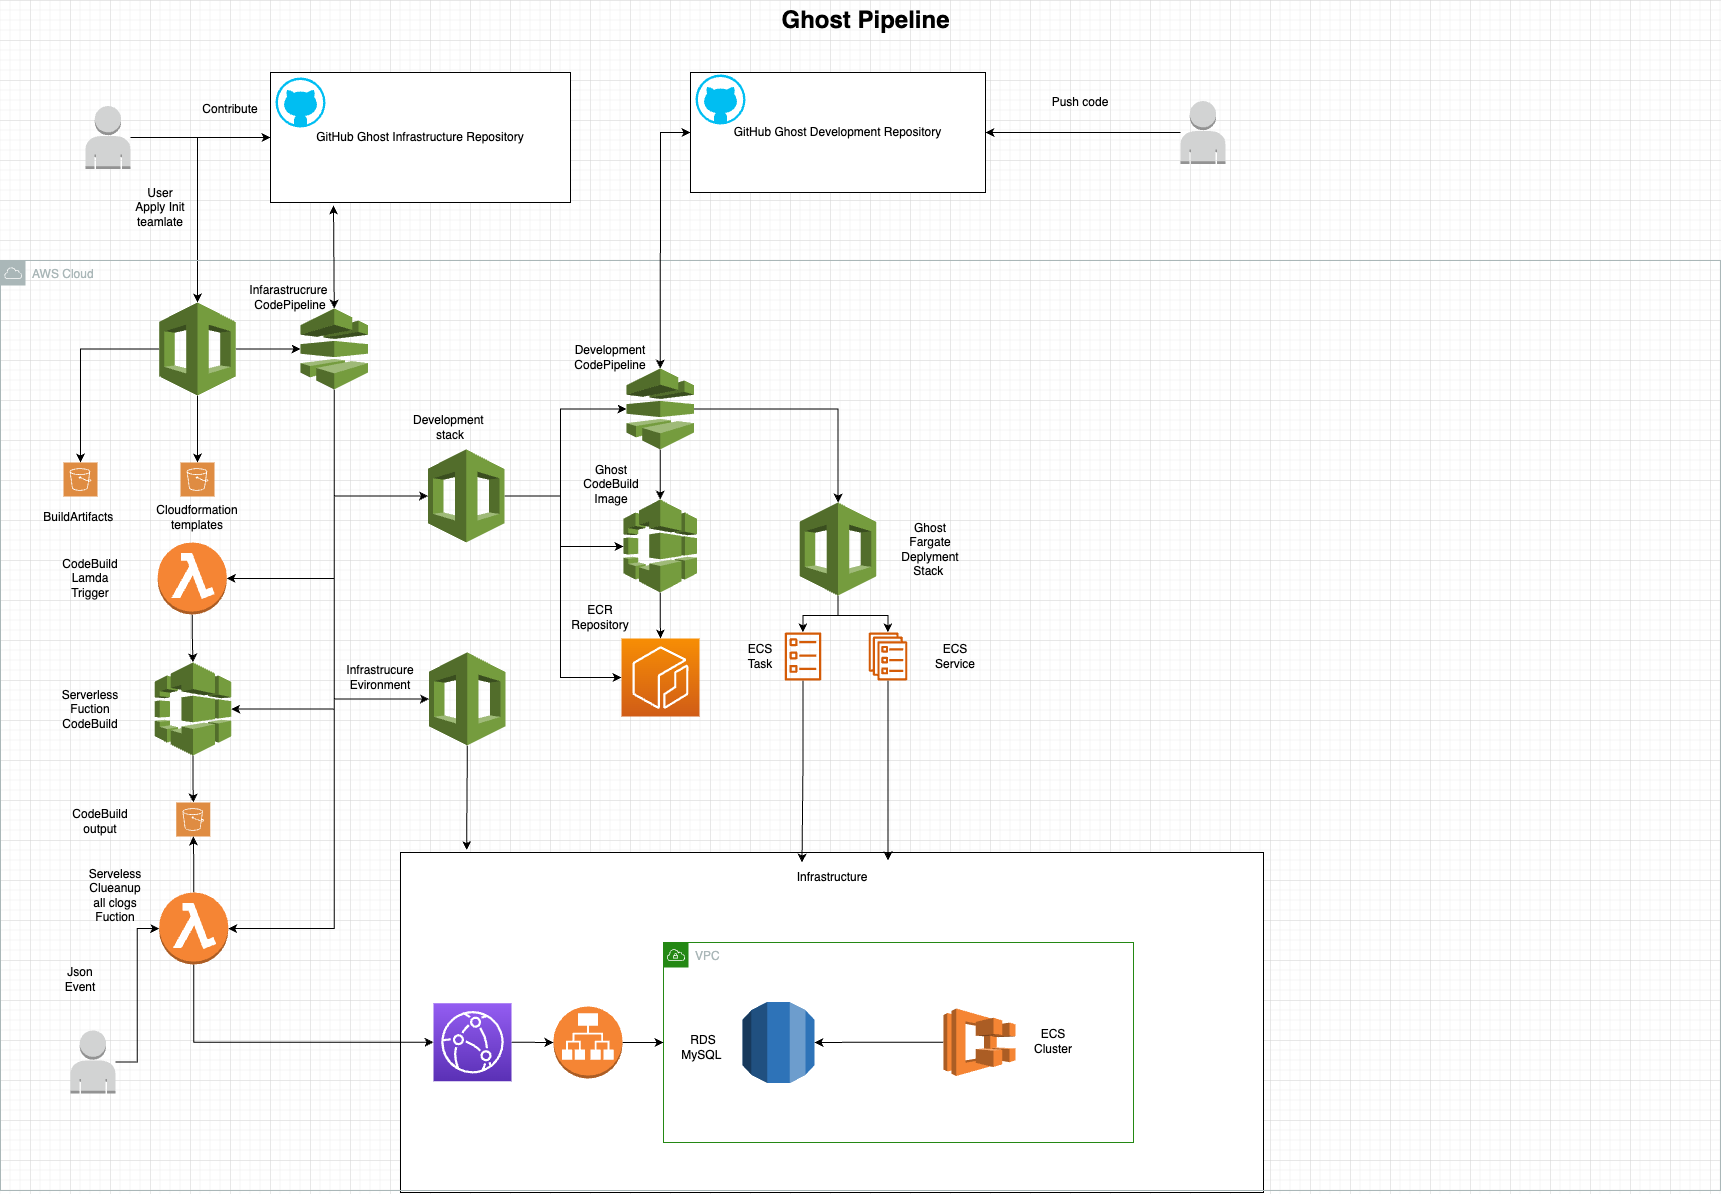 Ghost Pipeline
Contribute
GitHub Ghost Infrastructure Repository
GitHub Ghost Development Repository
Push code
User
Apply Init
teamlate
AWS Cloud
Infarastrucrure
CodePipeline
Development
CodePipeline
Development
stack
BuildArtifacts
Cloudformation
templates
Ghost
CodeBuild
Image
Ghost
Fargate
Deplyment
Stack
CodeBuild
Lamda
Trigger
ECR
Repository
ECS
Task
ECS
Service
Infrastrucure
Evironment
Serverless
Fuction
CodeBuild
CodeBuild
output
Serveless
Clueanup
all clogs
Fuction
Infrastructure
Json
Event
VPC
RDS
MySQL
ECS
Cluster